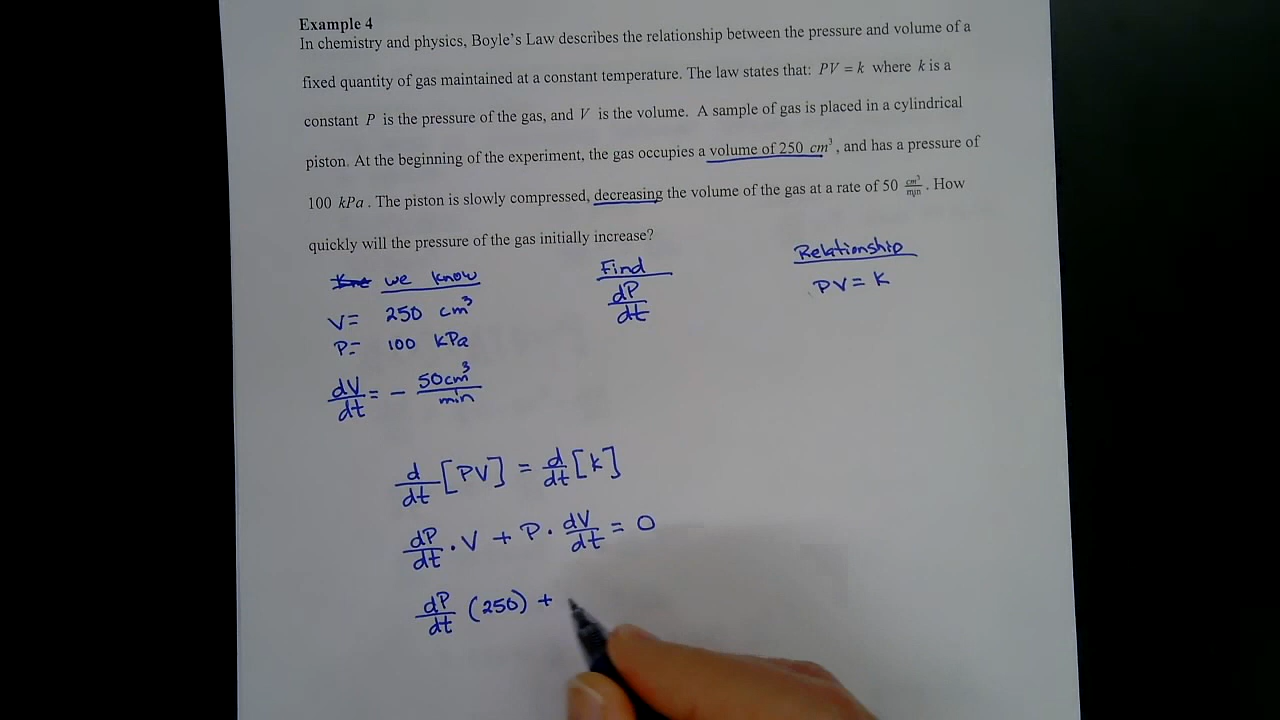 Example 4
In chemistry and physics, Boyle's Law describes the relationship between the pressure and volume of a
fixed quantity of gas maintained at a constant temperature. The law states that: PV = k where k is a
constant P is the pressure of the gas, and V is the volume. A sample of gas is placed in a cylindrical
piston. At the beginning of the experiment, the gas occupies a volume of 250 cm³, and has a pressure of
100 kPa. The piston is slowly compressed, decreasing the volume of the gas at a rate of 50 cm³/min. How
quickly will the pressure of the gas initially increase?
we know
V = 250 cm³
P = 100 kPa
dV/dt = - 50cm³/min
Find
dP/dt
Relationship
PV = K
d/dt [PV] = d/dt [k]
dP/dt · V + P · dV/dt = 0
dP/dt (250) +